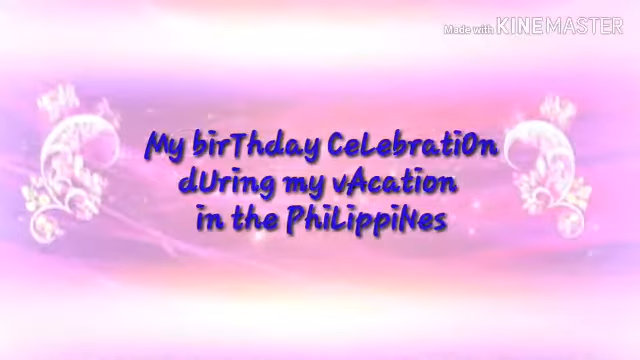 Made with KINEMASTER
My birThday CeLebratiOn
dUring my vAcation
in the PhiLippiNes